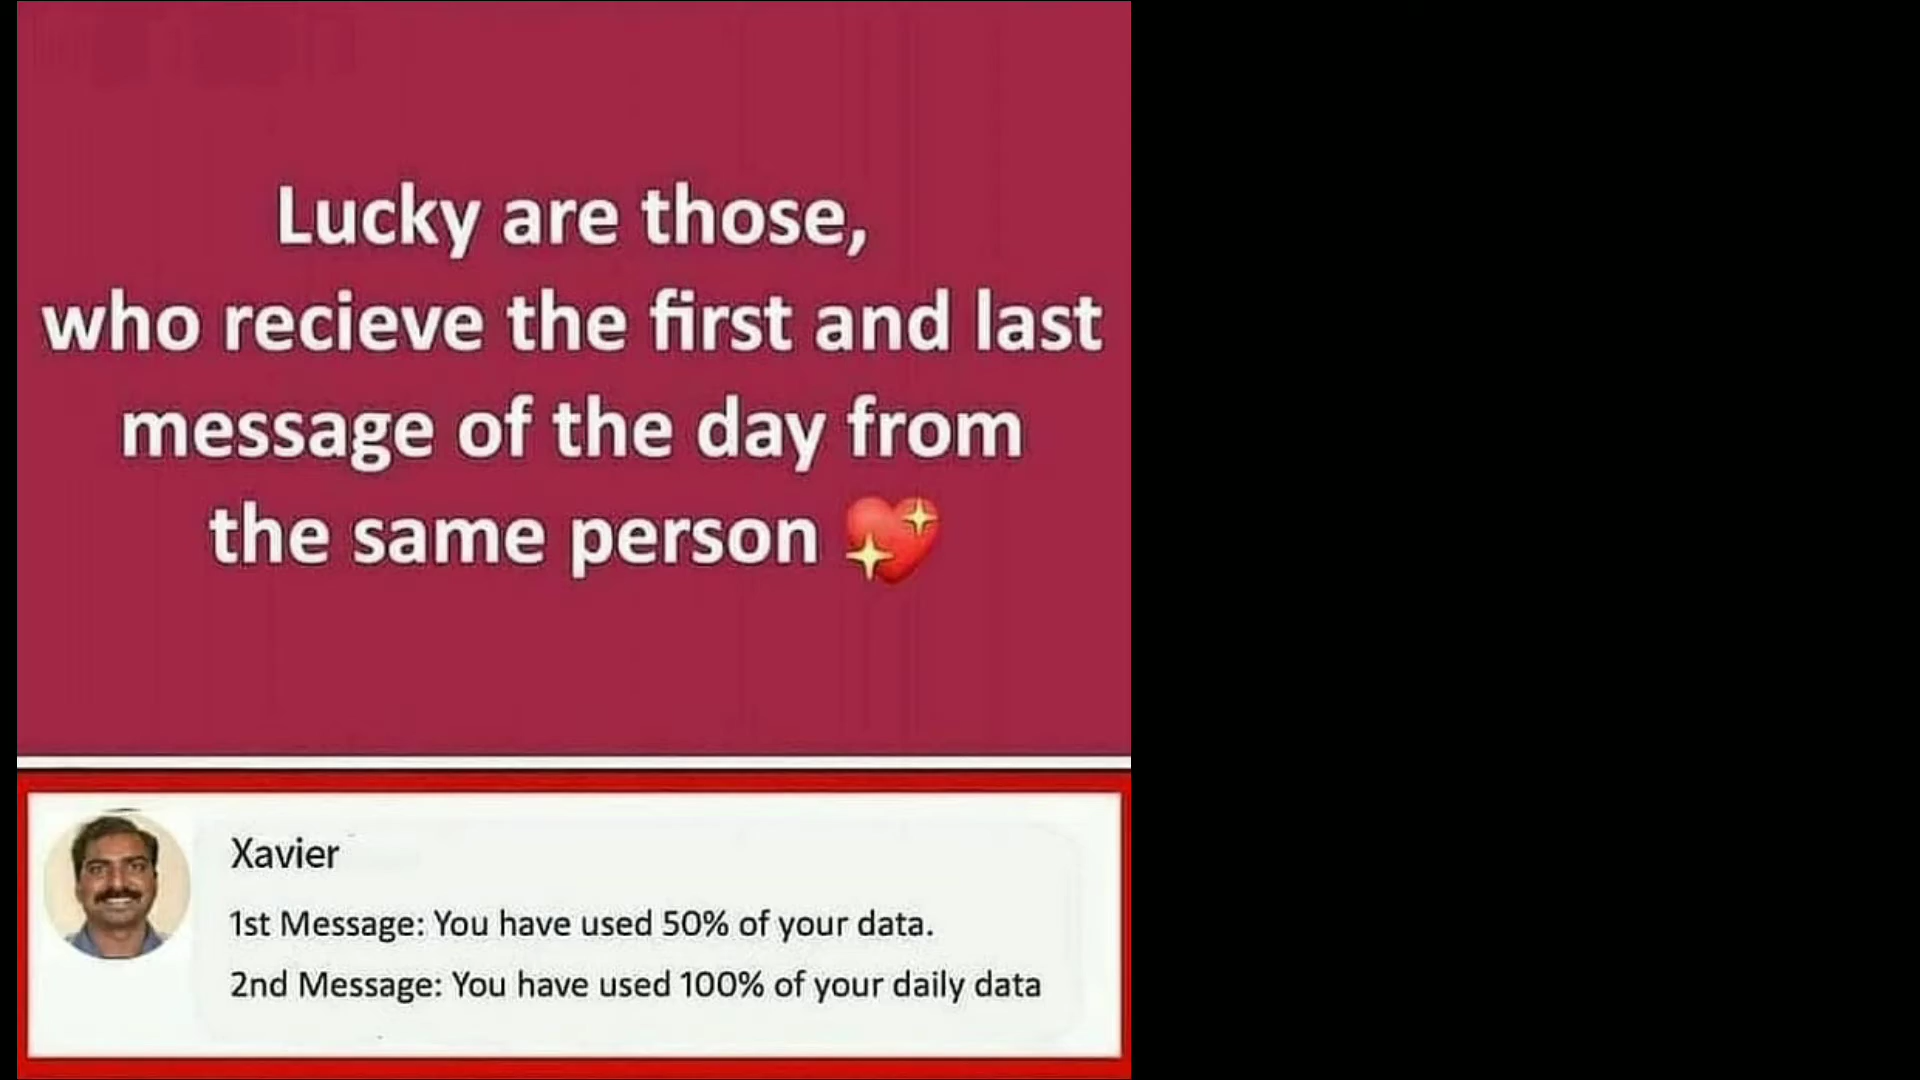 Lucky are those,
who recieve the first and last
message of the day from
the same person 💖
Xavier
1st Message: You have used 50% of your data.
2nd Message: You have used 100% of your daily data